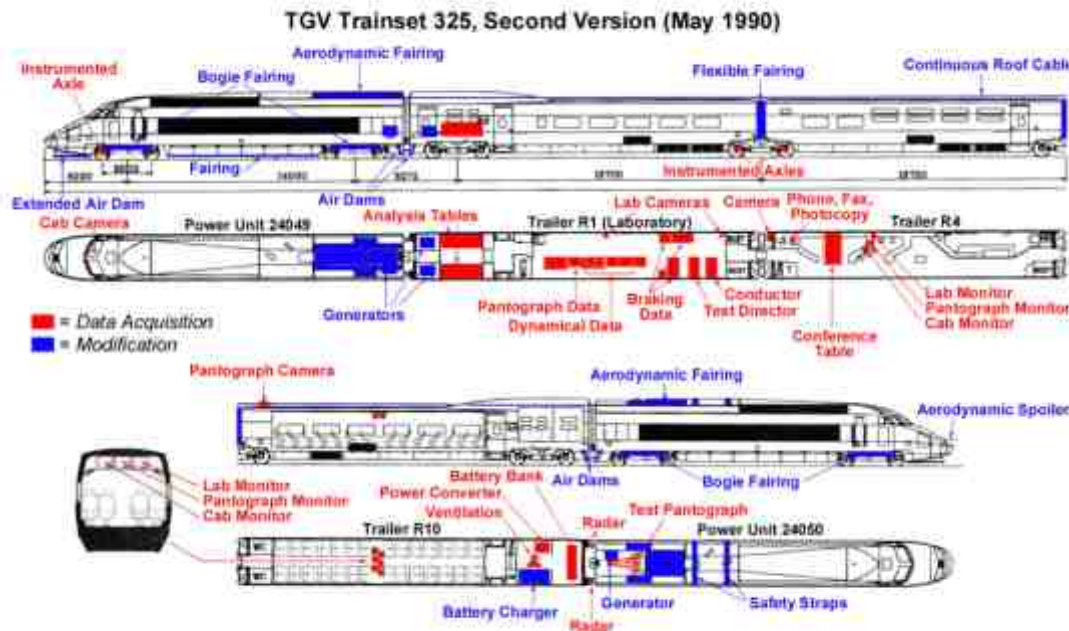 TGV Trainset 325, Second Version (May 1990)
Aerodynamic Fairing
Instrumented
Axle
Bogie Fairing
Flexible Fairing
Continuous Roof Cable
Fairing
Extended Air Dam
Air Dams
Instrumented Axles
Cab Camera
Power Unit 24049
Analysis Tables
Lab Cameras
Trailer R1 (Laboratory)
Camera
Phone, Fax,
Photocopy
Trailer R4
Generators
Pantograph Data
Dynamical Data
Braking
Data
Conductor
Test Director
Conference
Table
Lab Monitor
Pantograph Monitor
Cab Monitor
= Data Acquisition
= Modification
Pantograph Camera
Aerodynamic Fairing
Aerodynamic Spoiler
Air Dams
Bogie Fairing
Lab Monitor
Pantograph Monitor
Cab Monitor
Battery Bank
Power Converter
Ventilation
Trailer R10
Radar
Test Pantograph
Power Unit 24050
Battery Charger
Radar
Generator
Safety Straps